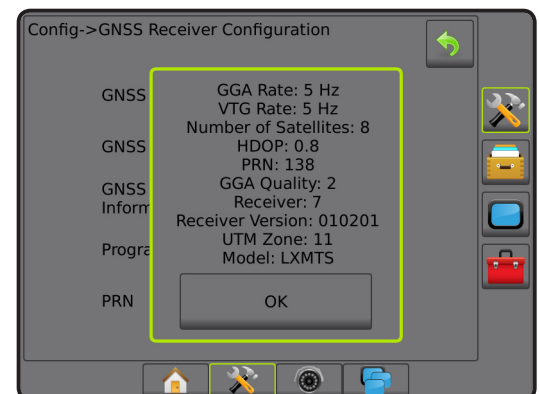 Config->GNSS Receiver Configuration
GNSS
GNSS
GNSS
Inform
Progra
PRN
GGA Rate: 5 Hz
VTG Rate: 5 Hz
Number of Satellites: 8
HDOP: 0.8
PRN: 138
GGA Quality: 2
Receiver: 7
Receiver Version: 010201
UTM Zone: 11
Model: LXMTS
OK